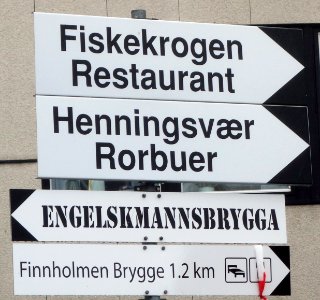 Fiskekrogen
Restaurant
Henningsvær
Rorbuer
ENGELSKMANNSBRYGGA
Finnholmen Brygge 1.2 km